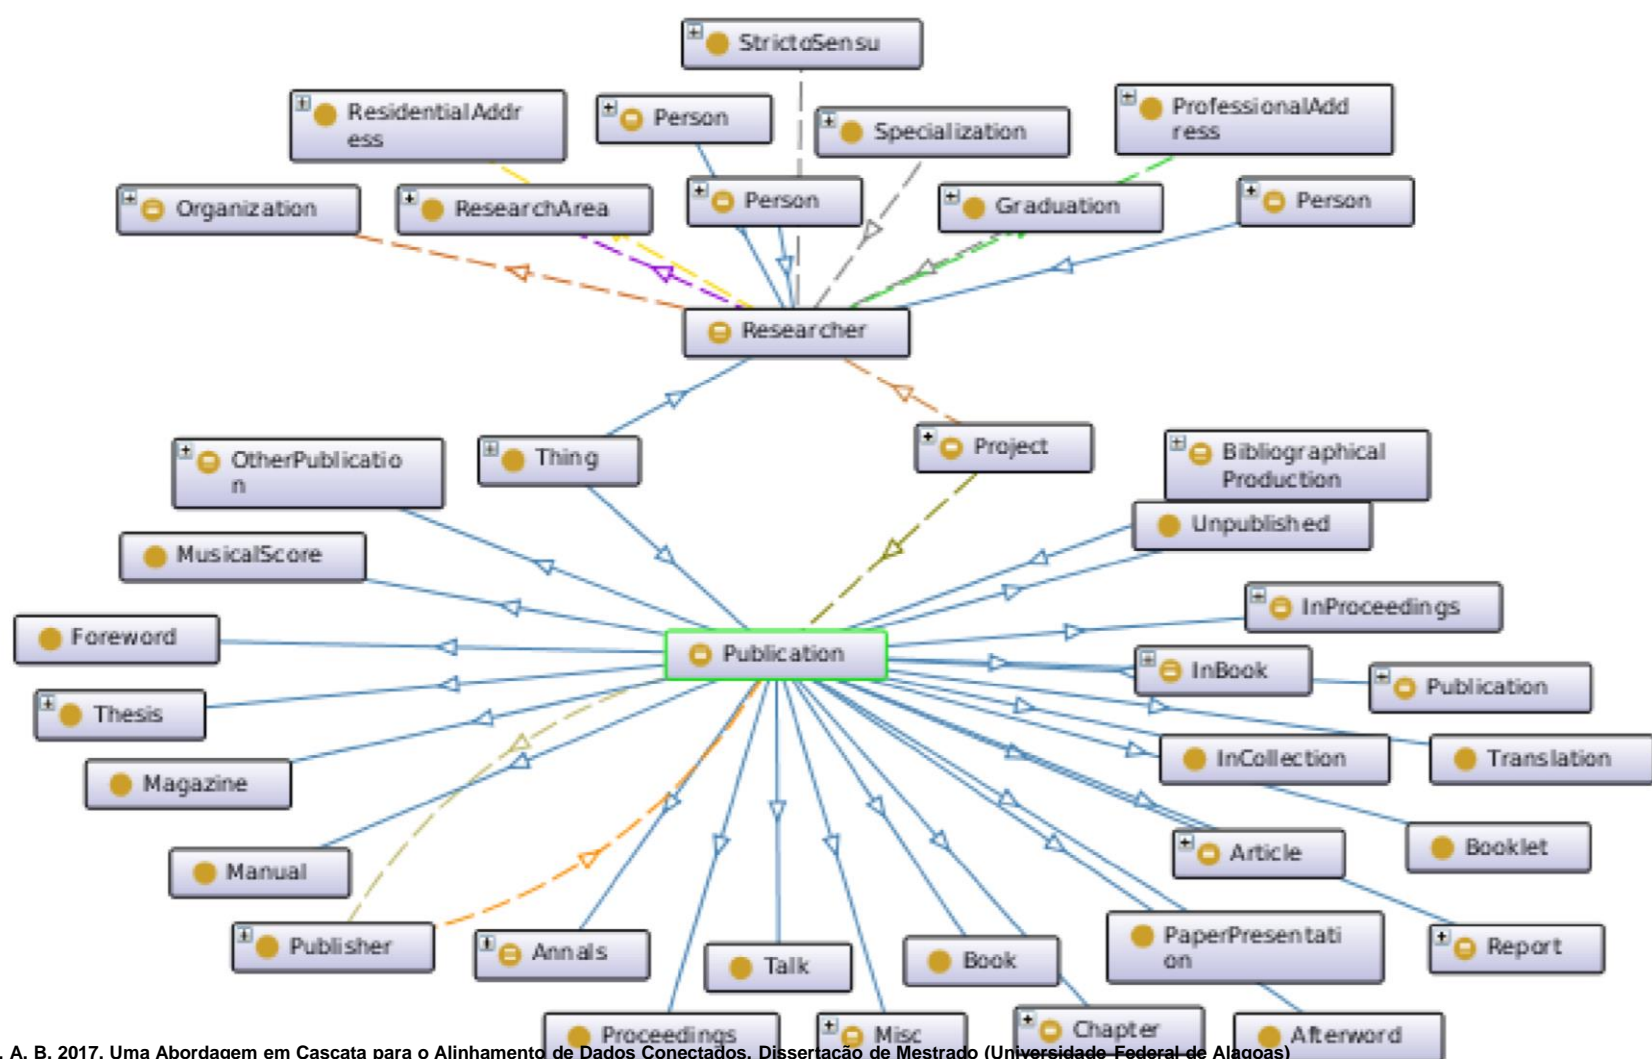 StrictoSensu
ResidentialAddr
ess
Person
Specialization
ProfessionalAdd
ress
Organization
ResearchArea
Person
Graduation
Person
Researcher
OtherPublicatio
n
Thing
Project
Bibliographical
Production
Unpublished
MusicalScore
InProceedings
Foreword
Publication
InBook
Publication
Thesis
InCollection
Translation
Magazine
Manual
Article
Booklet
Publisher
Annals
Talk
Book
PaperPresentati
on
Report
Proceedings
Misc
Chapter
Afterword
. A. B. 2017. Uma Abordagem em Cascata para o Alinhamento de Dados Conectados. Dissertação de Mestrado (Universidade Federal de Alagoas)